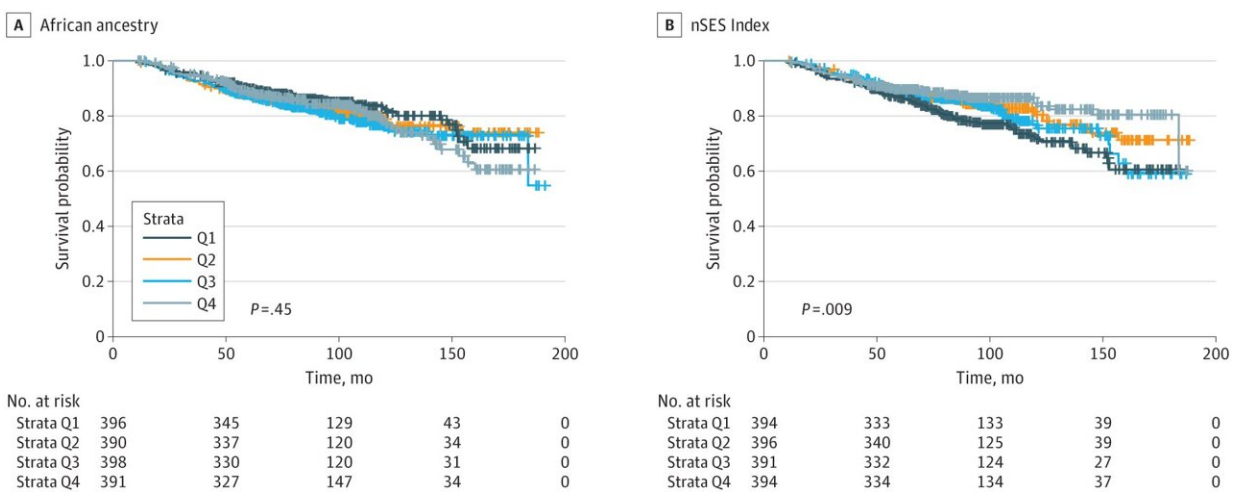 A African ancestry
1.0
0.8
0.6
0.4
0.2
0
Survival probability
Strata
Q1
Q2
Q3
Q4
P=.45
0 50 100 150 200
Time, mo
No. at risk
Strata Q1 396 345 129 43 0
Strata Q2 390 337 120 34 0
Strata Q3 398 330 120 31 0
Strata Q4 391 327 147 34 0
B nSES Index
1.0
0.8
0.6
0.4
0.2
0
Survival probability
P=.009
0 50 100 150 200
Time, mo
No. at risk
Strata Q1 394 333 133 39 0
Strata Q2 396 340 125 39 0
Strata Q3 391 332 124 27 0
Strata Q4 394 334 134 37 0